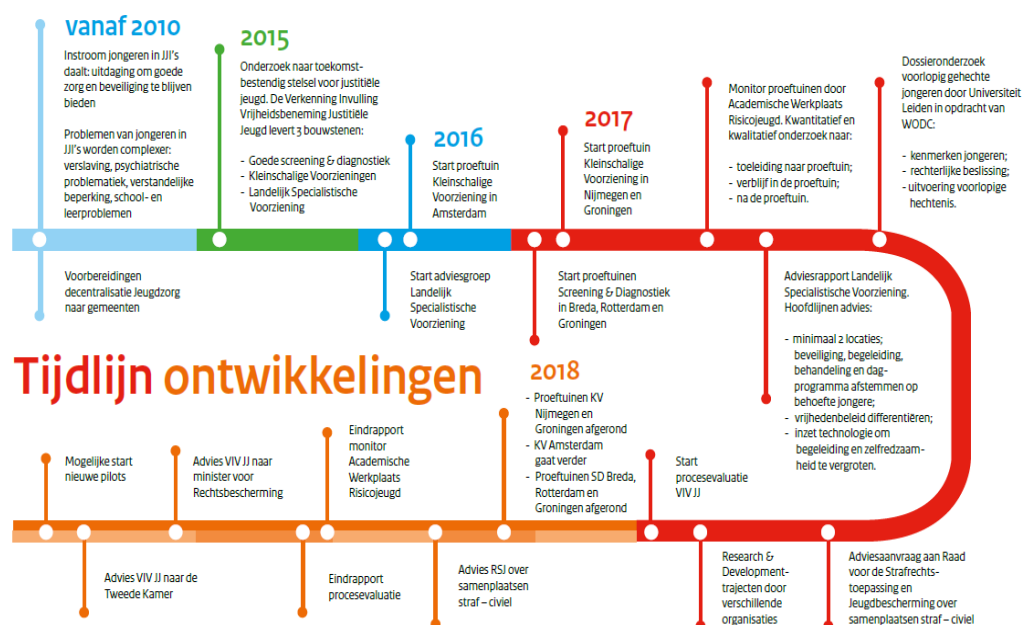 vanaf 2010
Instroom jongeren in JJI's
daalt: uitdaging om goede
zorg en beveiliging te blijven
bieden
Problemen van jongeren in
JJI's worden complexer:
verslaving, psychiatrische
problematiek, verstandelijke
beperking, school- en
leerproblemen
Voorbereidingen
decentralisatie Jeugdzorg
naar gemeenten
2015
Onderzoek naar toekomst-
bestendig stelsel voor justitiële
jeugd. De Verkenning Invulling
Vrijheidsbeneming Justitiële
Jeugd levert 3 bouwstenen:
- Goede screening & diagnostiek
- Kleinschalige Voorzieningen
- Landelijk Specialistische
Voorziening
2016
Start proeftuin
Kleinschalige
Voorziening in
Amsterdam
Start adviesgroep
Landelijk
Specialistische
Voorziening
2017
Start proeftuin
Kleinschalige
Voorziening in
Nijmegen en
Groningen
Start proeftuinen
Screening & Diagnostiek
in Breda, Rotterdam en
Groningen
Monitor proeftuinen door
Academische Werkplaats
Risicojeugd. Kwantitatief en
kwalitatief onderzoek naar:
- toeleiding naar proeftuin;
- verblijf in de proeftuin;
- na de proeftuin.
Adviesrapport Landelijk
Specialistische Voorziening.
Hoofdlijnen advies:
- minimaal 2 locaties;
beveiliging, begeleiding,
behandeling en dag-
programma afstemmen op
behoefte jongere;
- vrijhedenbeleid differentiëren;
- inzet technologie om
begeleiding en zelfredzaam-
heid te vergroten.
Dossieronderzoek
voorlopig gehechte
jongeren door Universiteit
Leiden in opdracht van
WODC:
- kenmerken jongeren;
- rechterlijke beslissing;
- uitvoering voorlopige
hechtenis.
Tijdlijn ontwikkelingen
Adviesaanvraag aan Raad
voor de Strafrechts-
toepassing en
Jeugdbescherming over
samenplaatsen straf – civiel
Research &
Development-
trajecten door
verschillende
organisaties
Start
procesevaluatie
VIV JJ
2018
- Proeftuinen KV
Nijmegen en
Groningen afgerond
- KV Amsterdam
gaat verder
- Proeftuinen SD Breda,
Rotterdam en
Groningen afgerond
Advies RSJ over
samenplaatsen
straf – civiel
Eindrapport
monitor
Academische
Werkplaats
Risicojeugd
Eindrapport
procesevaluatie
Advies VIV JJ naar
minister voor
Rechtsbescherming
Advies VIV JJ naar de
Tweede Kamer
Mogelijke start
nieuwe pilots